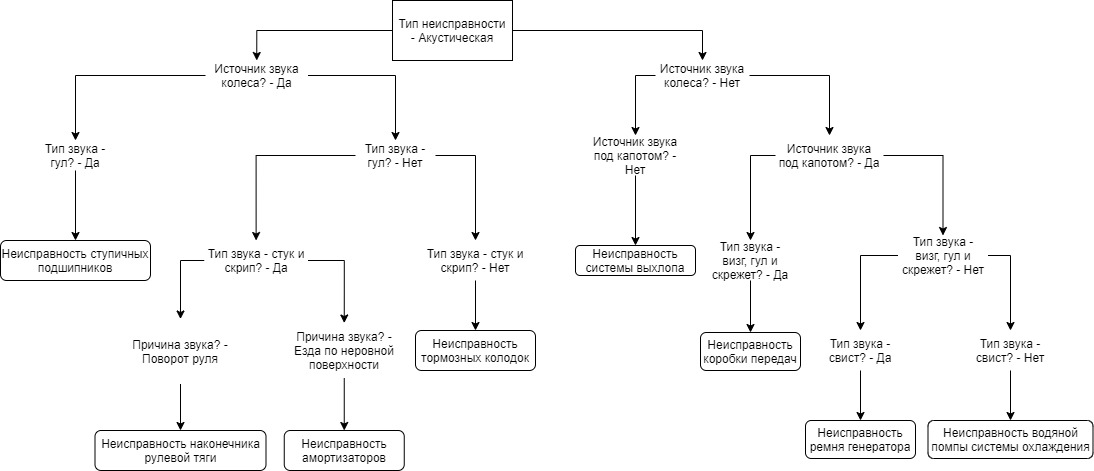 Тип неисправности
- Акустическая
Источник звука
колеса? - Да
Источник звука
колеса? - Нет
Тип звука -
гул? - Да
Тип звука -
гул? - Нет
Источник звука
под капотом? -
Нет
Источник звука
под капотом? - Да
Неисправность ступичных
подшипников
Тип звука - стук и
скрип? - Да
Тип звука - стук и
скрип? - Нет
Неисправность
системы выхлопа
Тип звука -
визг, гул и
скрежет? - Да
Тип звука -
визг, гул и
скрежет? - Нет
Причина звука? -
Поворот руля
Причина звука? -
Езда по неровной
поверхности
Неисправность
тормозных колодок
Неисправность
коробки передач
Тип звука -
свист? - Да
Тип звука -
свист? - Нет
Неисправность наконечника
рулевой тяги
Неисправность
амортизаторов
Неисправность
ремня генератора
Неисправность водяной
помпы системы охлаждения